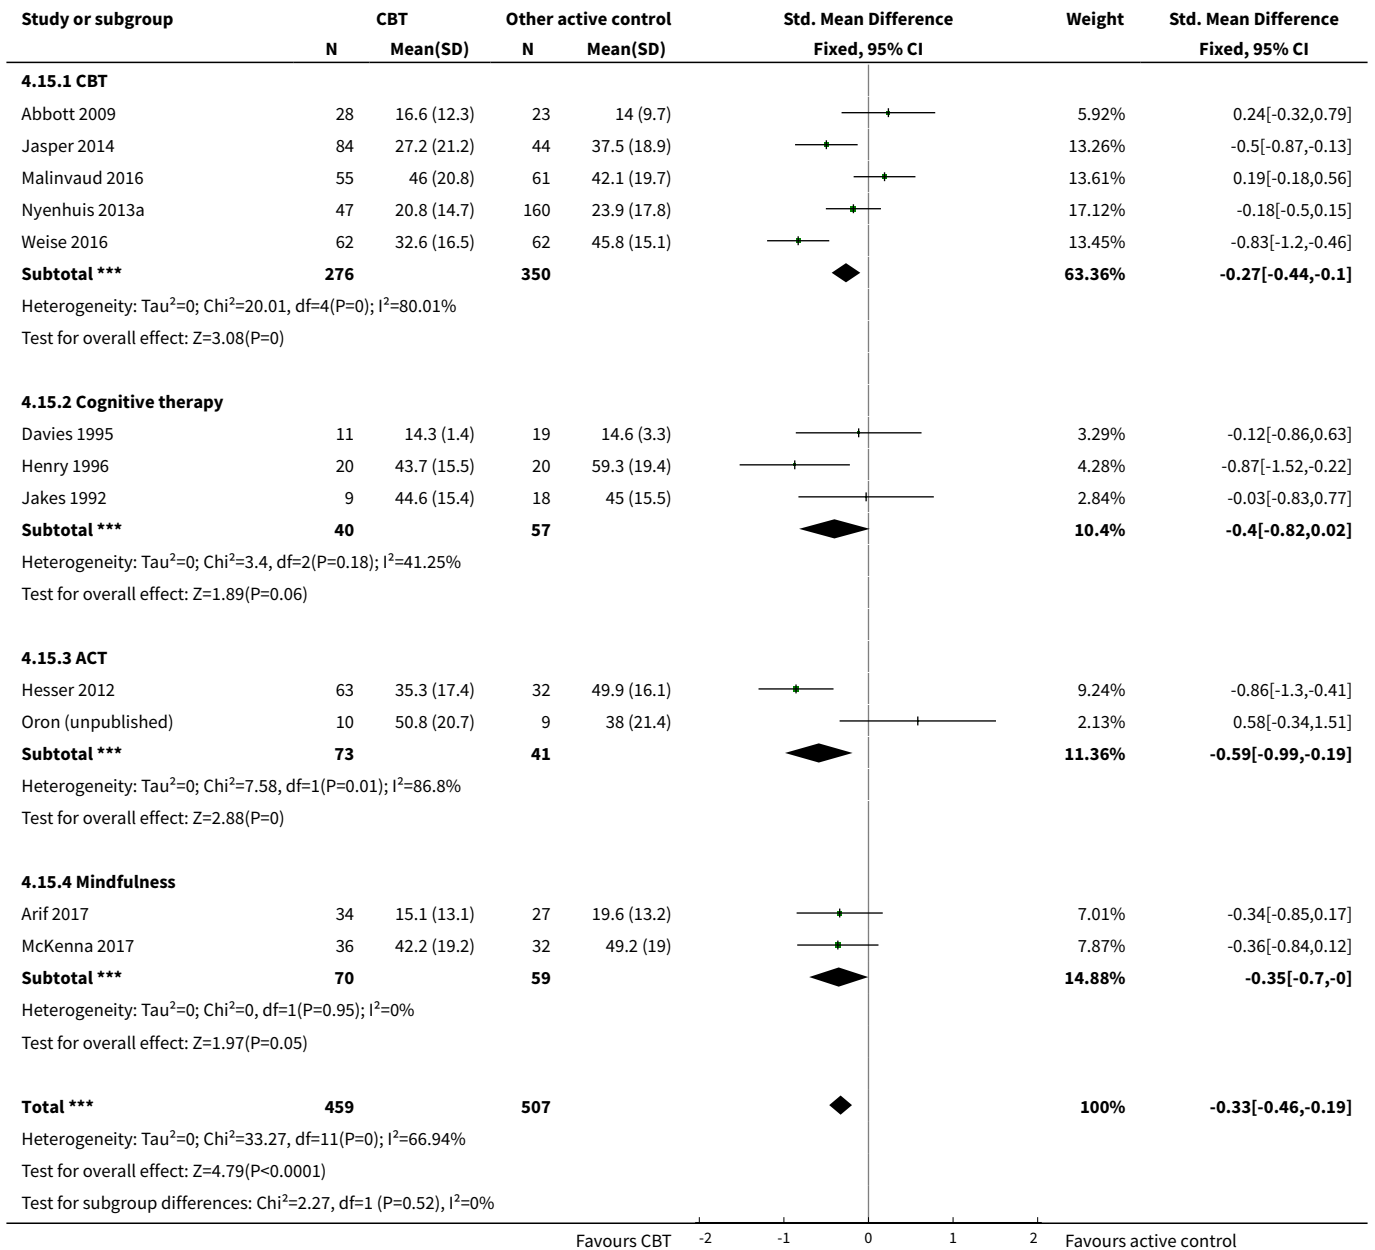 Study or subgroup CBT Other active control Std. Mean Difference Weight Std. Mean Difference
N Mean(SD) N Mean(SD) Fixed, 95% CI Fixed, 95% CI
4.15.1 CBT
Abbott 2009 28 16.6 (12.3) 23 14 (9.7) 5.92% 0.24[-0.32,0.79]
Jasper 2014 84 27.2 (21.2) 44 37.5 (18.9) 13.26% -0.5[-0.87,-0.13]
Malinvaud 2016 55 46 (20.8) 61 42.1 (19.7) 13.61% 0.19[-0.18,0.56]
Nyenhuis 2013a 47 20.8 (14.7) 160 23.9 (17.8) 17.12% -0.18[-0.5,0.15]
Weise 2016 62 32.6 (16.5) 62 45.8 (15.1) 13.45% -0.83[-1.2,-0.46]
Subtotal *** 276 350 63.36% -0.27[-0.44,-0.1]
Heterogeneity: Tau²=0; Chi²=20.01, df=4(P=0); I²=80.01%
Test for overall effect: Z=3.08(P=0)
4.15.2 Cognitive therapy
Davies 1995 11 14.3 (1.4) 19 14.6 (3.3) 3.29% -0.12[-0.86,0.63]
Henry 1996 20 43.7 (15.5) 20 59.3 (19.4) 4.28% -0.87[-1.52,-0.22]
Jakes 1992 9 44.6 (15.4) 18 45 (15.5) 2.84% -0.03[-0.83,0.77]
Subtotal *** 40 57 10.4% -0.4[-0.82,0.02]
Heterogeneity: Tau²=0; Chi²=3.4, df=2(P=0.18); I²=41.25%
Test for overall effect: Z=1.89(P=0.06)
4.15.3 ACT
Hesser 2012 63 35.3 (17.4) 32 49.9 (16.1) 9.24% -0.86[-1.3,-0.41]
Oron (unpublished) 10 50.8 (20.7) 9 38 (21.4) 2.13% 0.58[-0.34,1.51]
Subtotal *** 73 41 11.36% -0.59[-0.99,-0.19]
Heterogeneity: Tau²=0; Chi²=7.58, df=1(P=0.01); I²=86.8%
Test for overall effect: Z=2.88(P=0)
4.15.4 Mindfulness
Arif 2017 34 15.1 (13.1) 27 19.6 (13.2) 7.01% -0.34[-0.85,0.17]
McKenna 2017 36 42.2 (19.2) 32 49.2 (19) 7.87% -0.36[-0.84,0.12]
Subtotal *** 70 59 14.88% -0.35[-0.7,-0]
Heterogeneity: Tau²=0; Chi²=0, df=1(P=0.95); I²=0%
Test for overall effect: Z=1.97(P=0.05)
Total *** 459 507 100% -0.33[-0.46,-0.19]
Heterogeneity: Tau²=0; Chi²=33.27, df=11(P=0); I²=66.94%
Test for overall effect: Z=4.79(P<0.0001)
Test for subgroup differences: Chi²=2.27, df=1 (P=0.52), I²=0%
Favours CBT -2 -1 0 1 2 Favours active control